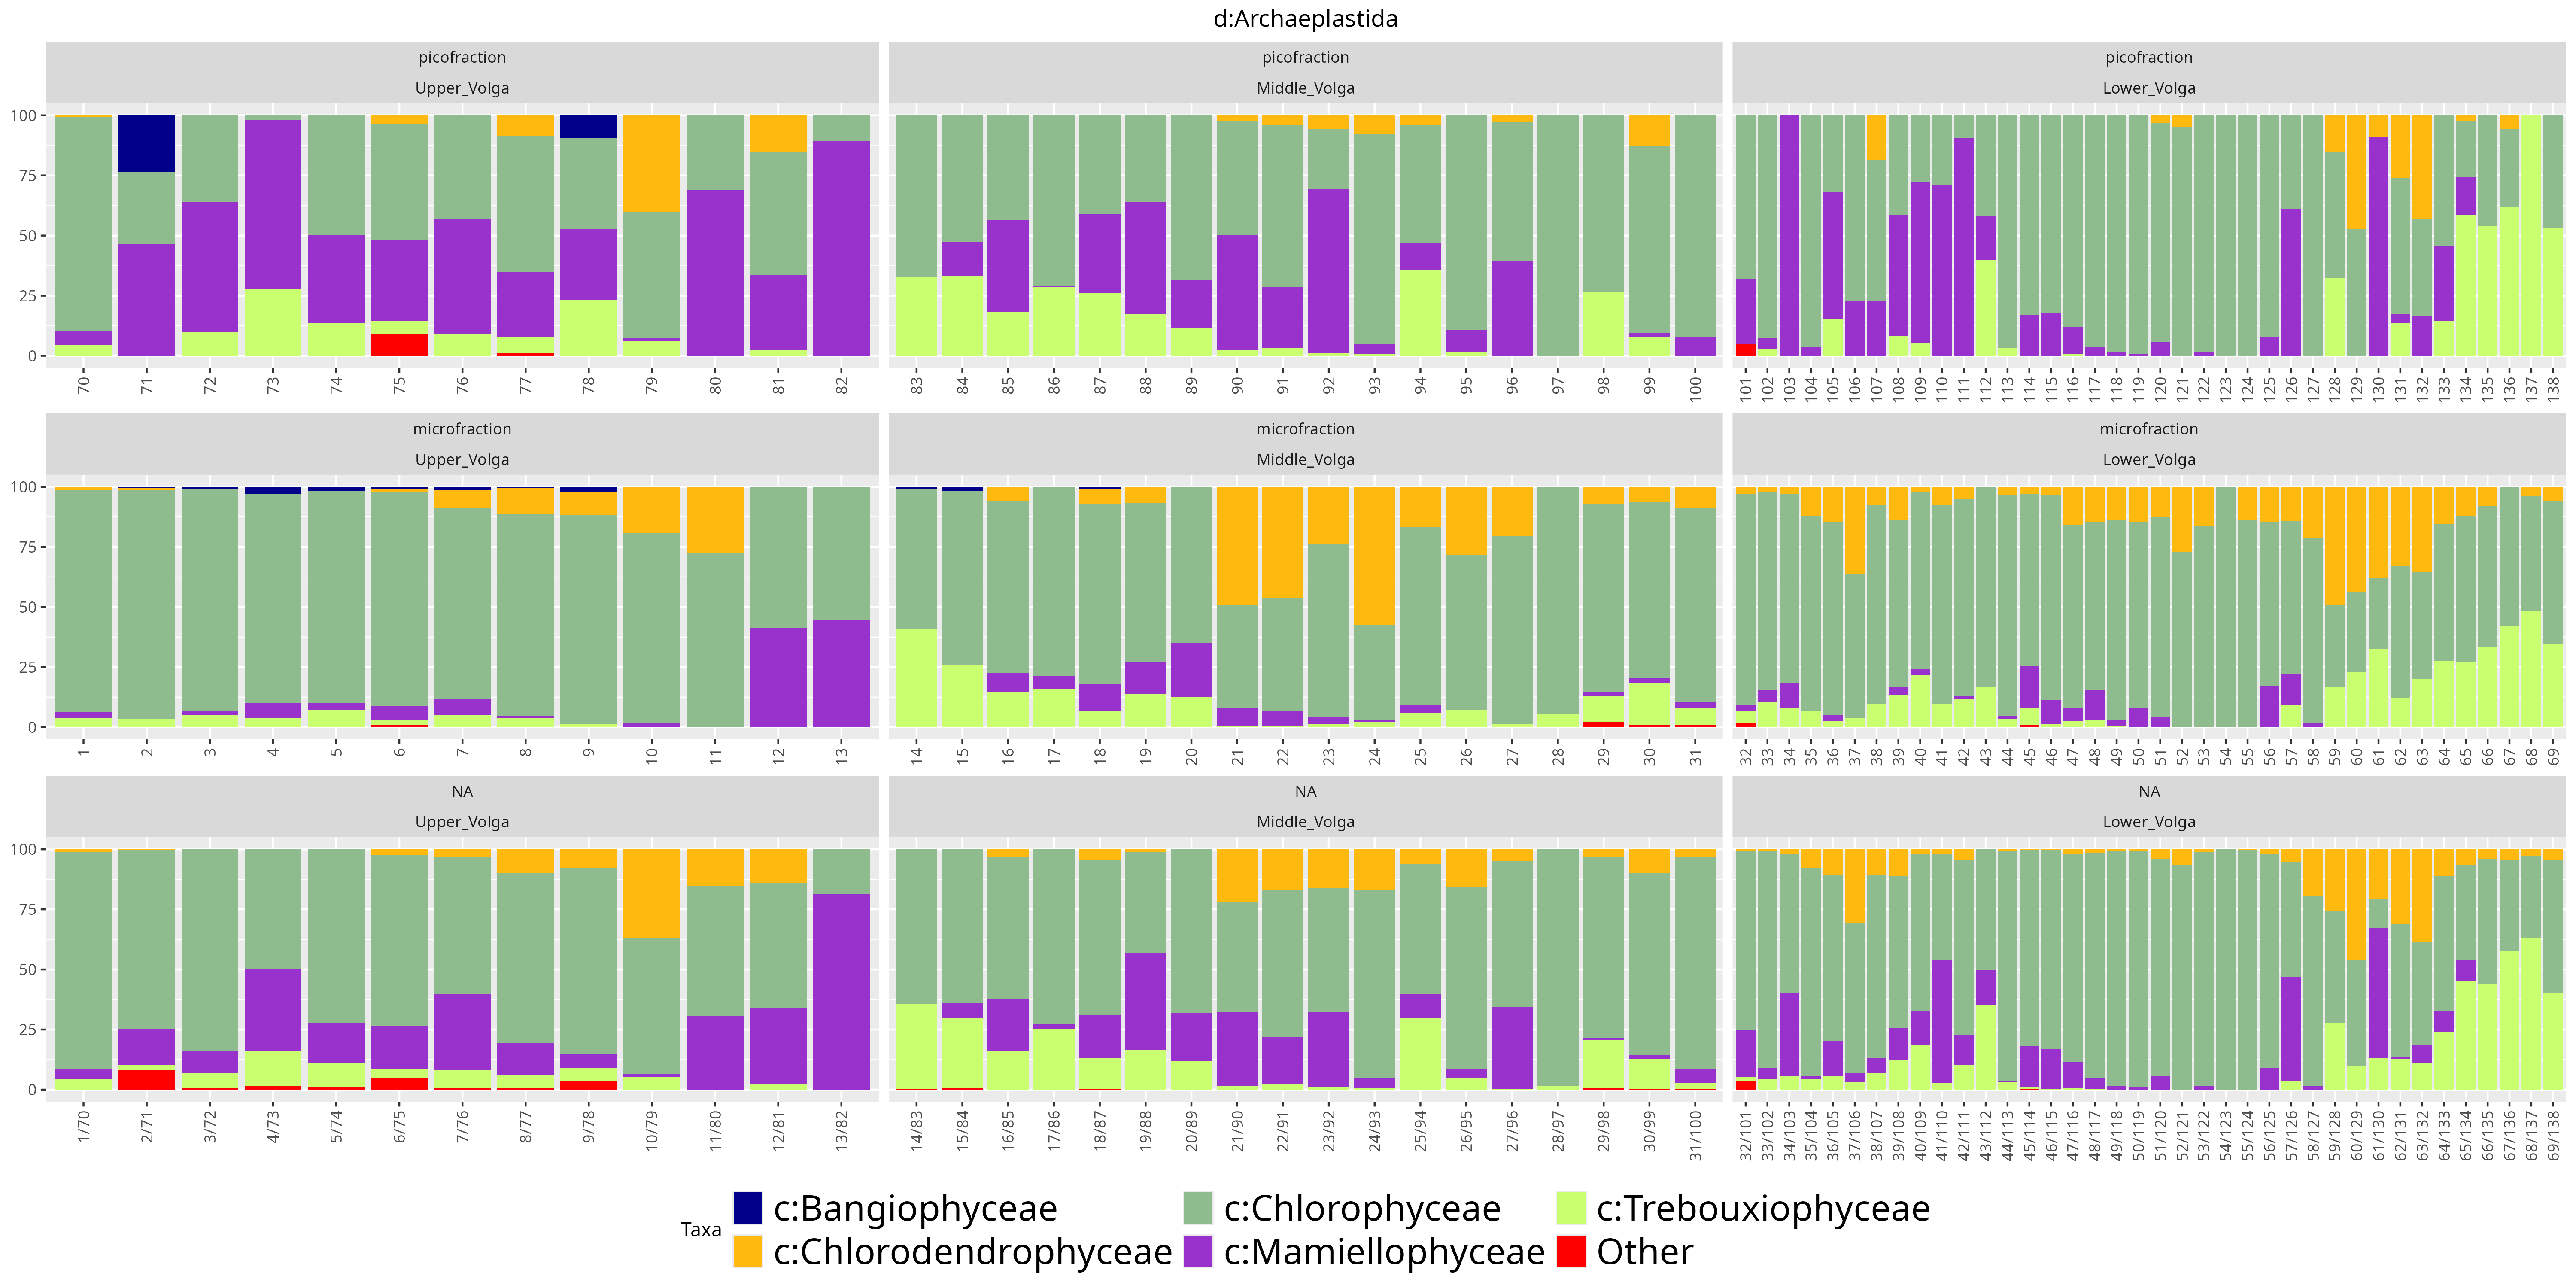 d:Archaeplastida
picofraction picofraction picofraction
Upper_Volga Middle_Volga Lower_Volga
100
75
50
25
0
70 71 72 73 74 75 76 77 78 79 80 81 82 83 84 85 86 87 88 89 90 91 92 93 94 95 96 97 98 99 100 101 102 103 104 105 106 107 108 109 110 111 112 113 114 115 116 117 118 119 120 121 122 123 124 125 126 127 128 129 130 131 132 133 134 135 136 137 138
microfraction microfraction microfraction
Upper_Volga Middle_Volga Lower_Volga
100
75
50
25
0
1 2 3 4 5 6 7 8 9 10 11 12 13 14 15 16 17 18 19 20 21 22 23 24 25 26 27 28 29 30 31 32 33 34 35 36 37 38 39 40 41 42 43 44 45 46 47 48 49 50 51 52 53 54 55 56 57 58 59 60 61 62 63 64 65 66 67 68 69
NA NA NA
Upper_Volga Middle_Volga Lower_Volga
100
75
50
25
0
1/70 2/71 3/72 4/73 5/74 6/75 7/76 8/77 9/78 10/79 11/80 12/81 13/82 14/83 15/84 16/85 17/86 18/87 19/88 20/89 21/90 22/91 23/92 24/93 25/94 26/95 27/96 28/97 29/98 30/99 31/100 32/101 33/102 34/103 35/104 36/105 37/106 38/107 39/108 40/109 41/110 42/111 43/112 44/113 45/114 46/115 47/116 48/117 49/118 50/119 51/120 52/121 53/122 54/123 55/124 56/125 57/126 58/127 59/128 60/129 61/130 62/131 63/132 64/133 65/134 66/135 67/136 68/137 69/138
Taxa
c:Bangiophyceae c:Chlorophyceae c:Trebouxiophyceae
c:Chlorodendrophyceae c:Mamiellophyceae Other